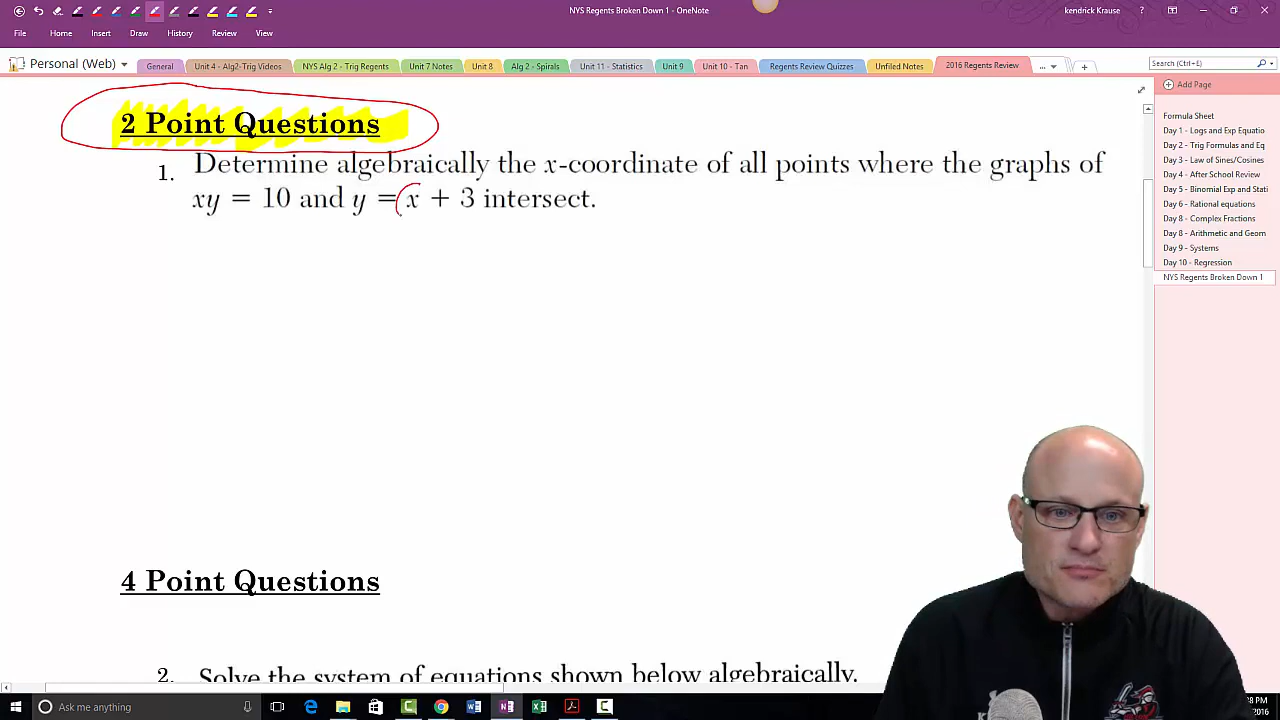 NYS Regents Broken Down 1 - OneNote
kendrick Krause
?
File Home Insert Draw History Review View
Personal (Web)
General
Unit 4 - Alg2-Trig Videos
NYS Alg 2 - Trig Regents
Unit 7 Notes
Unit 8
Alg 2 - Spirals
Unit 11 - Statistics
Unit 9
Unit 10 - Tan
Regents Review Quizzes
Unfiled Notes
2016 Regents Review
...
Search (Ctrl+E)
Add Page
Formula Sheet
Day 1 - Logs and Exp Equatio
Day 2 - Trig Formulas and Eq
Day 3 - Law of Sines/Cosines
Day 4 - After School Review
Day 5 - Binomial Exp and Stati
Day 6 - Rational equations
Day 8 - Complex Fractions
Day 8 - Arithmetic and Geom
Day 9 - Systems
Day 10 - Regression
NYS Regents Broken Down 1
2 Point Questions
1. Determine algebraically the x-coordinate of all points where the graphs of
xy = 10 and y = (x + 3 intersect.
4 Point Questions
2. Solve the system of equations shown below algebraically.
Ask me anything
2016